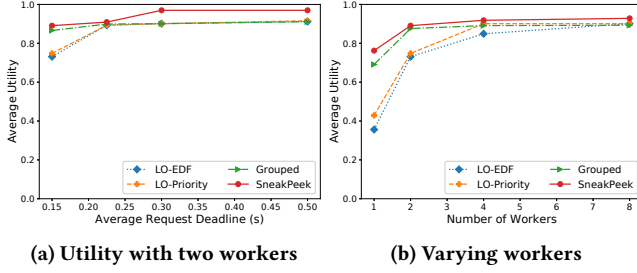 1.0
0.8
0.6
0.4
0.2
0.0
Average Utility
LO-EDF
LO-Priority
Grouped
SneakPeek
0.15 0.20 0.25 0.30 0.35 0.40 0.45 0.50
Average Request Deadline (s)
(a) Utility with two workers
1.0
0.8
0.6
0.4
0.2
0.0
Average Utility
LO-EDF
LO-Priority
Grouped
SneakPeek
1 2 3 4 5 6 7 8
Number of Workers
(b) Varying workers